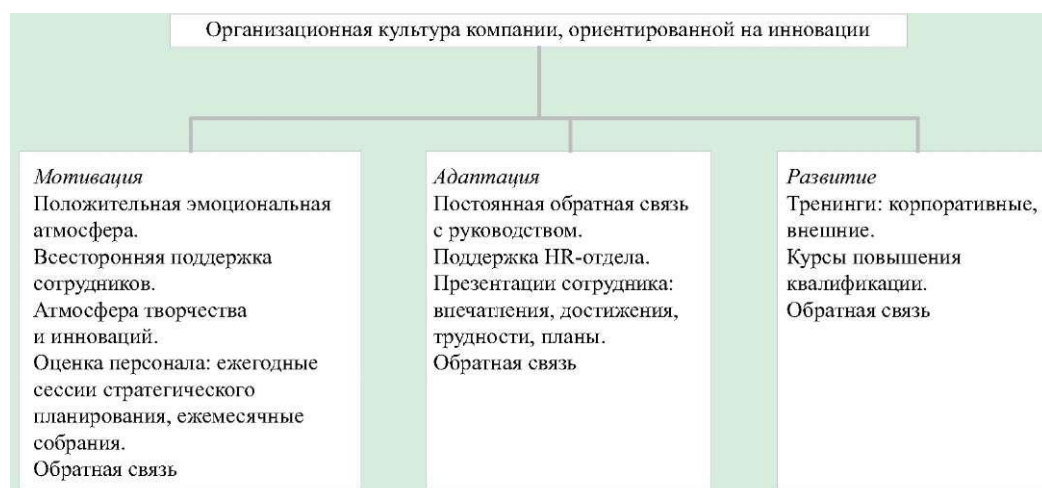 Организационная культура компании, ориентированной на инновации
Мотивация
Положительная эмоциональная
атмосфера.
Всесторонняя поддержка
сотрудников.
Атмосфера творчества
и инноваций.
Оценка персонала: ежегодные
сессии стратегического
планирования, ежемесячные
собрания.
Обратная связь
Адаптация
Постоянная обратная связь
с руководством.
Поддержка HR-отдела.
Презентации сотрудника:
впечатления, достижения,
трудности, планы.
Обратная связь
Развитие
Тренинги: корпоративные,
внешние.
Курсы повышения
квалификации.
Обратная связь